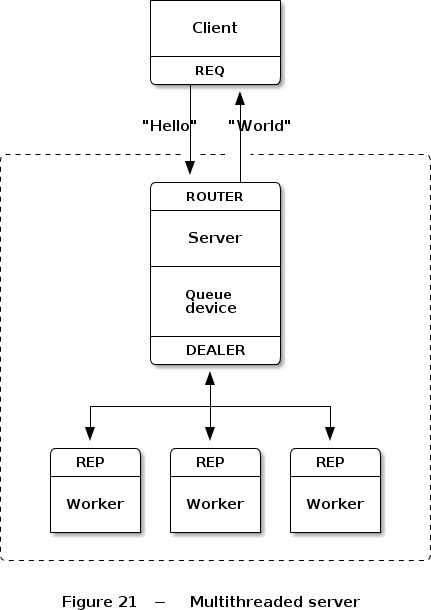 Client
REQ
"Hello" "World"
ROUTER
Server
Queue
device
DEALER
REP REP REP
Worker Worker Worker
Figure 21 – Multithreaded server